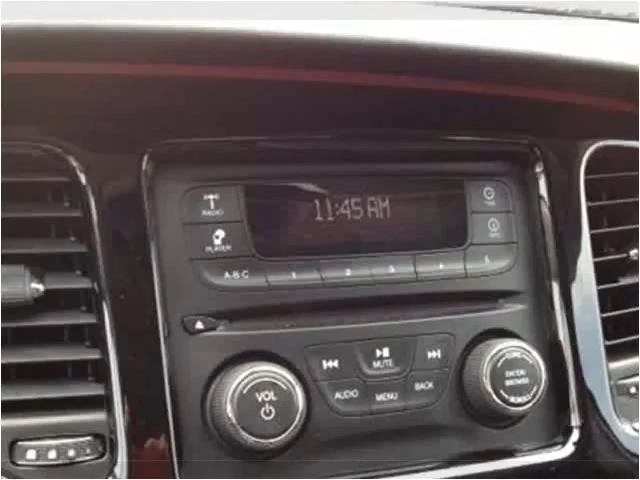 RADIO
11:45 AM
PLAYER
A-B-C 1 2 3 4 5
MUTE
AUDIO MENU BACK
VOL
ENTER/
BROWSE